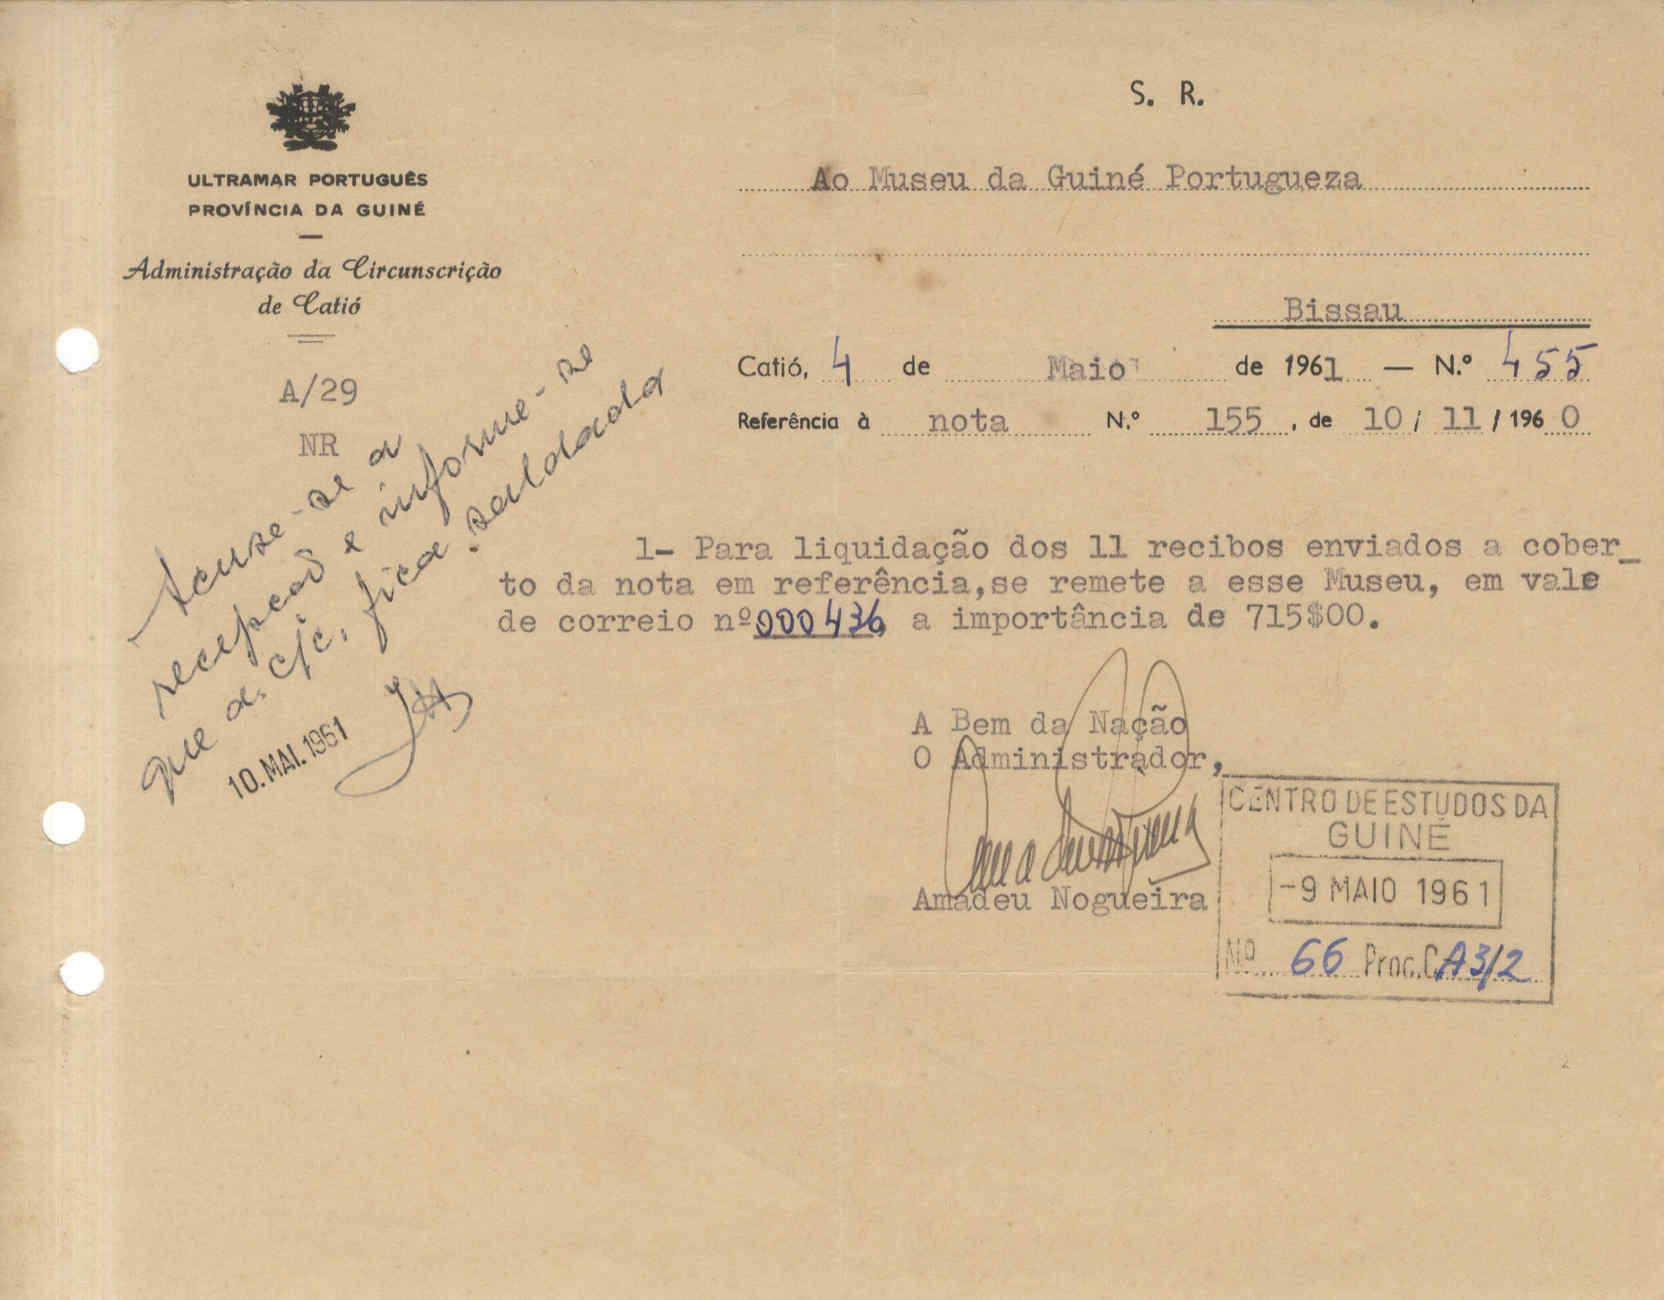 S. R.
ULTRAMAR PORTUGUÊS
PROVÍNCIA DA GUINÉ
Administração da Circunscrição
de Catió
A/29
NR
Ao Museu da Guiné Portugueza
Bissau
Catió, 4 de Maio de 1961 — N.º 455
Referência à nota N.º 155, de 10 / 11 / 1960
Acuse-se a
recepção e informe-se
que a c/c. fica saldada
10. MAI. 1961
1- Para liquidação dos 11 recibos enviados a cober_
to da nota em referência,se remete a esse Museu, em vale
de correio nº000436, a importância de 715$00.
A Bem da Nação
O Administrador,
Amadeu Nogueira
CENTRO DE ESTUDOS DA
GUINÉ
-9 MAIO 1961
Nº 66 Proc. CA3/2